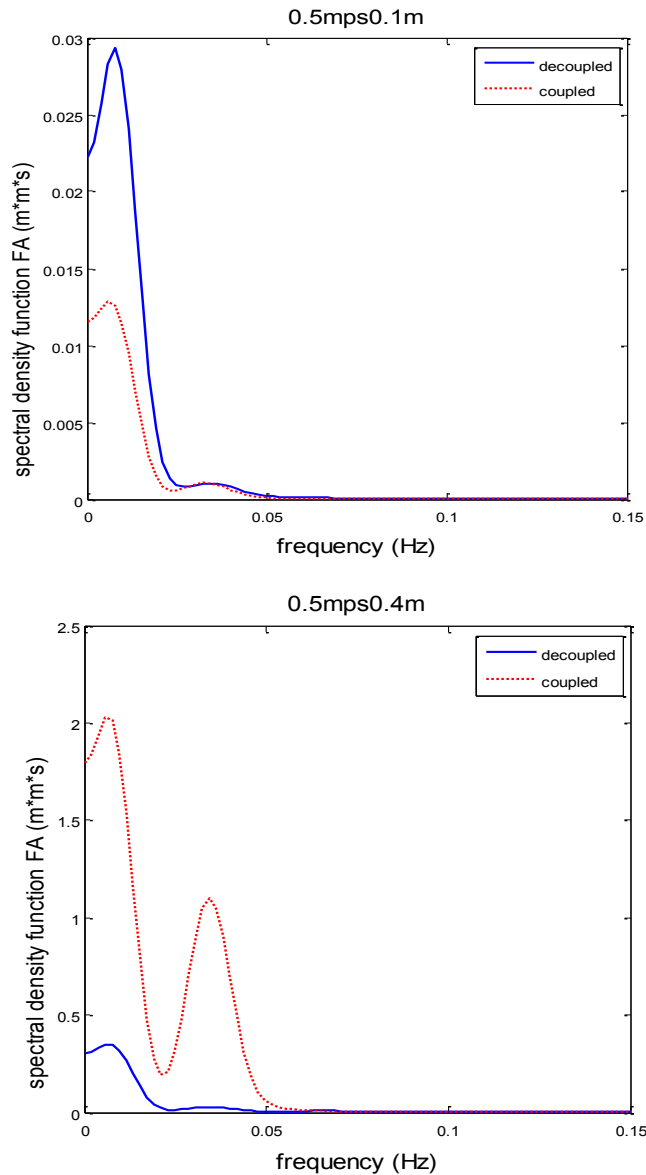 0.5mps0.1m
0.03
0.025
0.02
0.015
0.01
0.005
0
spectral density function FA (m*m*s)
decoupled
coupled
0
0.05
0.1
0.15
frequency (Hz)
0.5mps0.4m
2.5
2
1.5
1
0.5
0
spectral density function FA (m*m*s)
decoupled
coupled
0
0.05
0.1
0.15
frequency (Hz)